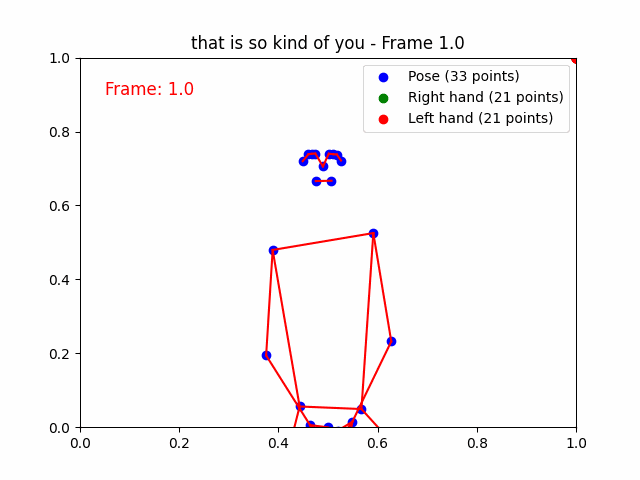 that is so kind of you - Frame 1.0
Frame: 1.0
Pose (33 points)
Right hand (21 points)
Left hand (21 points)
1.0
0.8
0.6
0.4
0.2
0.0
0.0 0.2 0.4 0.6 0.8 1.0